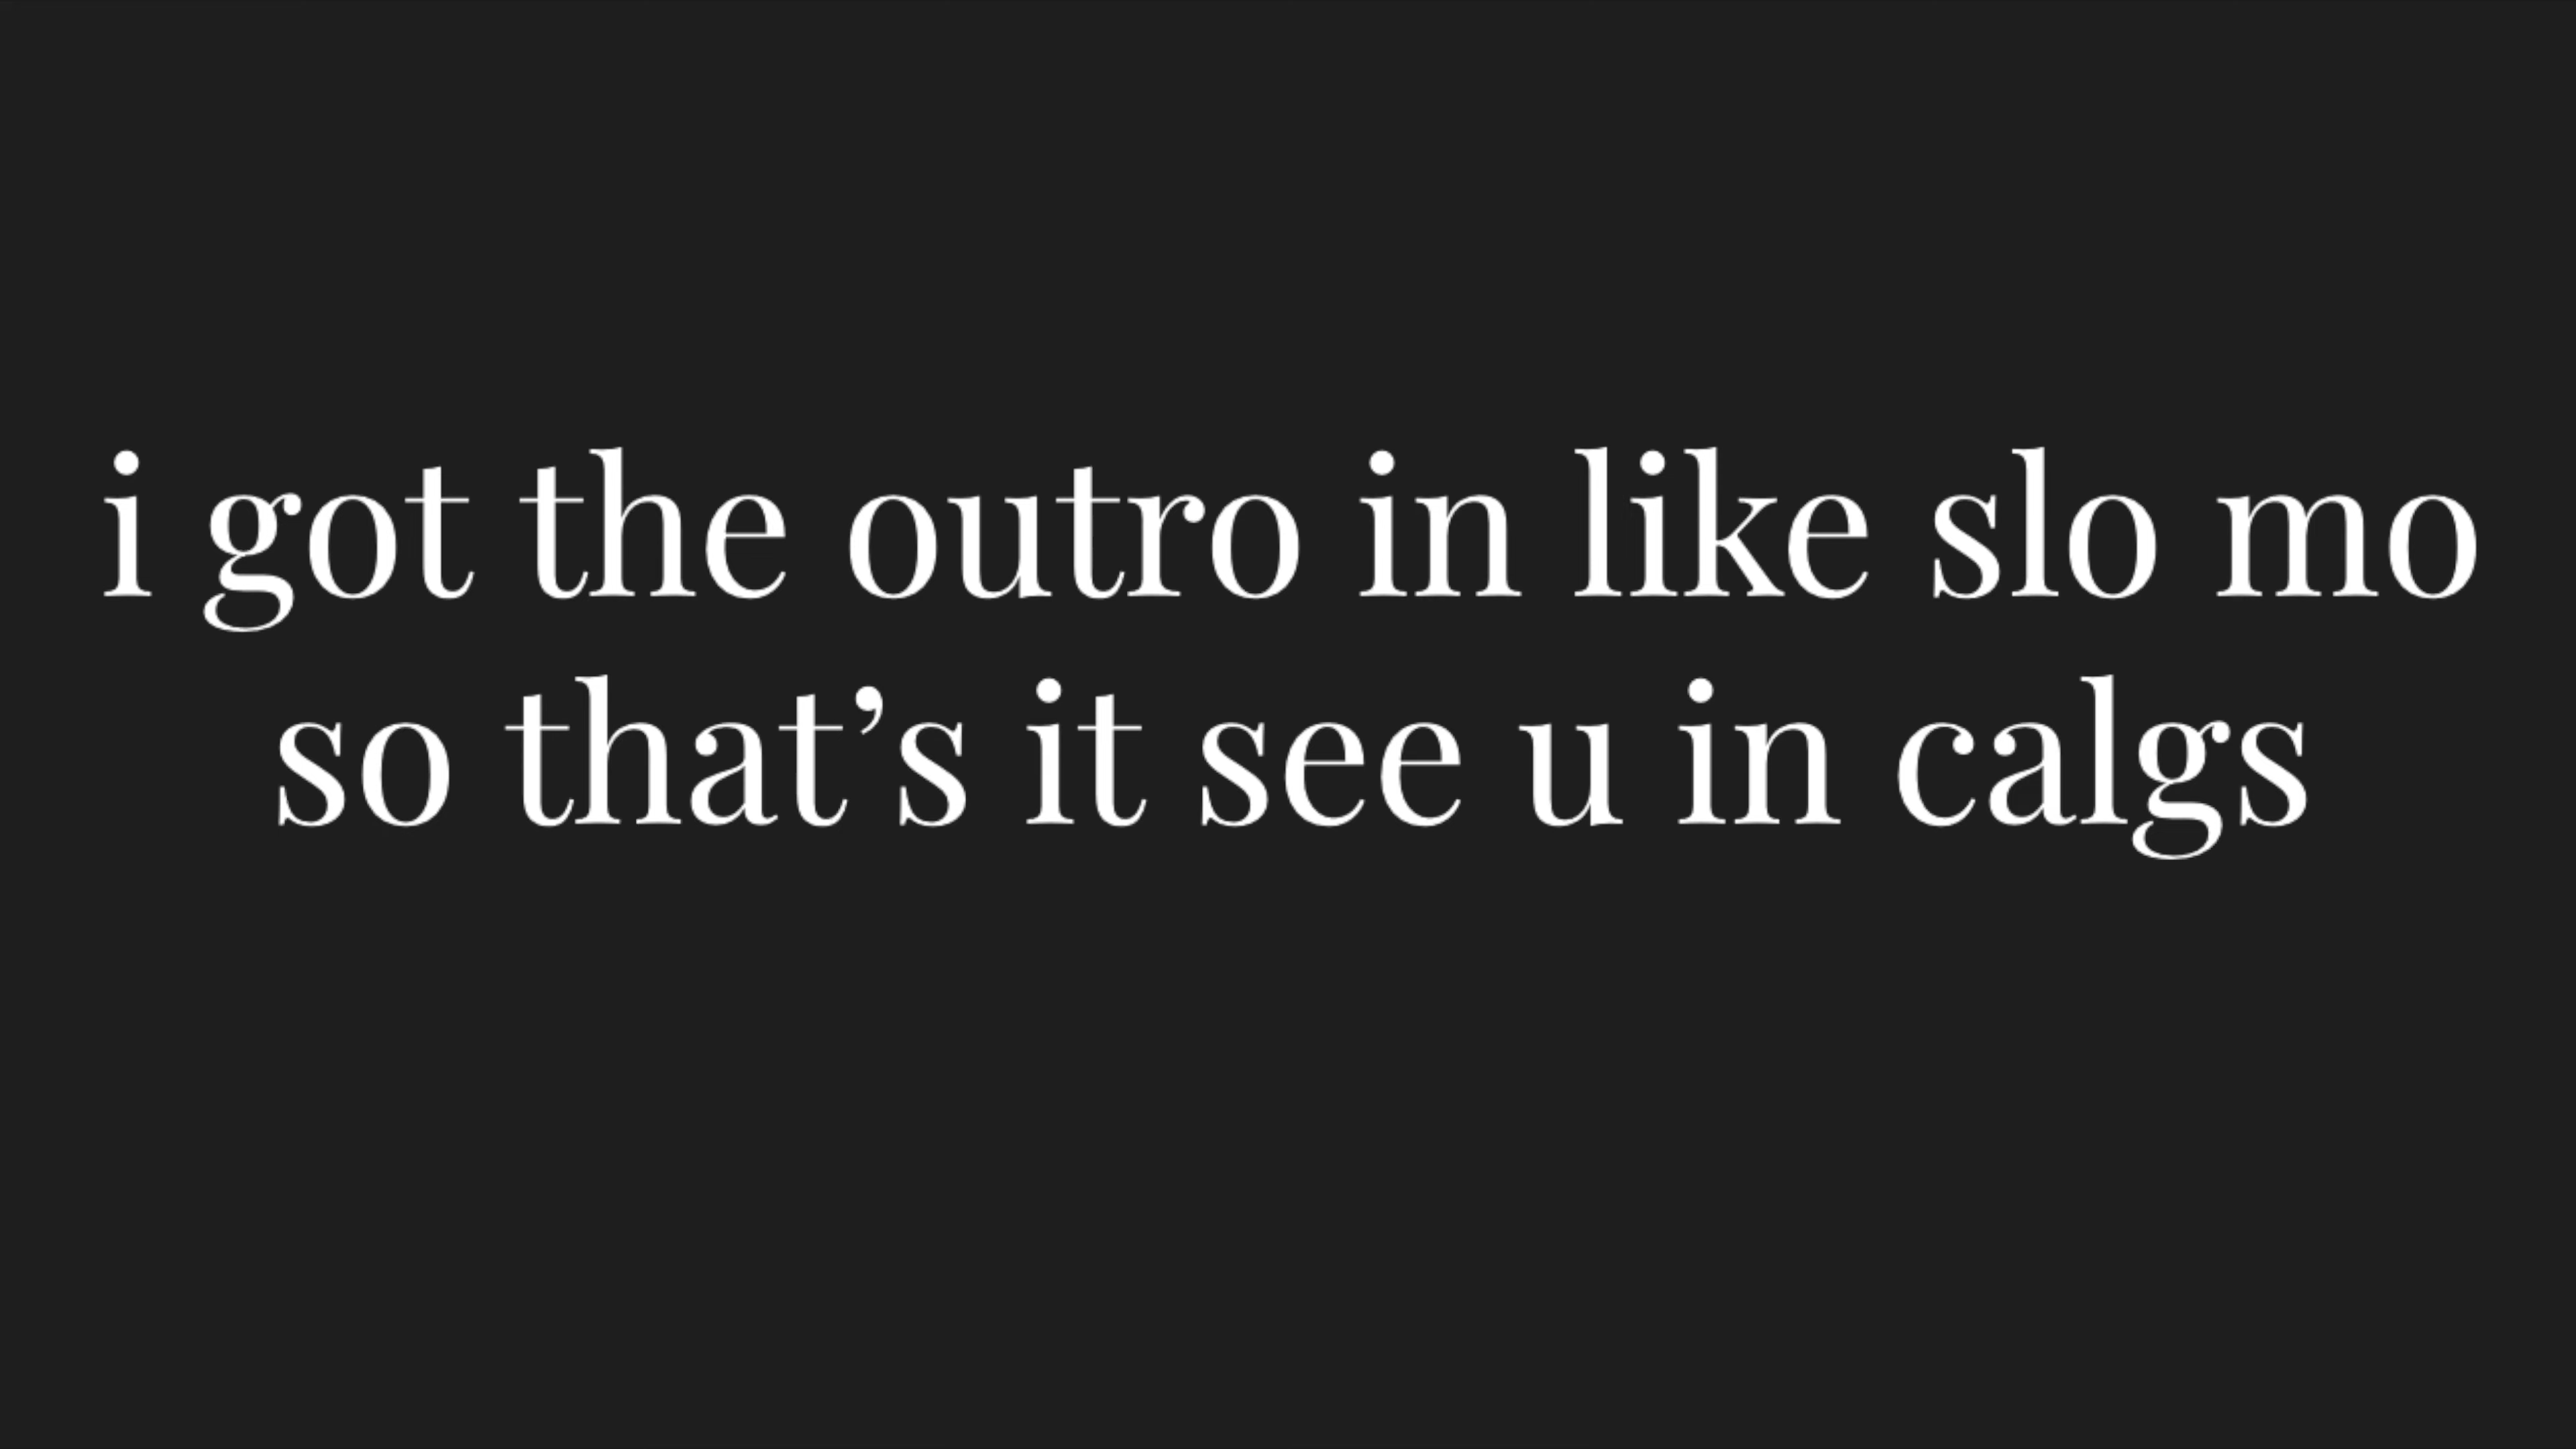 i got the outro in like slo mo
so that’s it see u in calgs